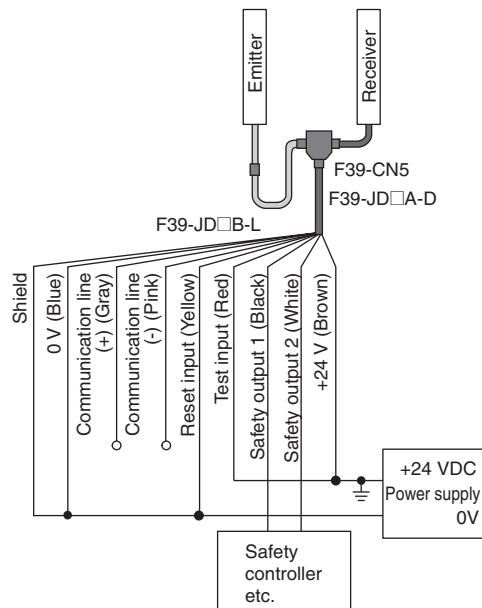 Emitter
Receiver
F39-CN5
F39-JD□A-D
F39-JD□B-L
Shield
0 V (Blue)
Communication line
(+) (Gray)
Communication line
(-) (Pink)
Reset input (Yellow)
Test input (Red)
Safety output 1 (Black)
Safety output 2 (White)
+24 V (Brown)
+24 VDC
Power supply
0V
Safety
controller
etc.